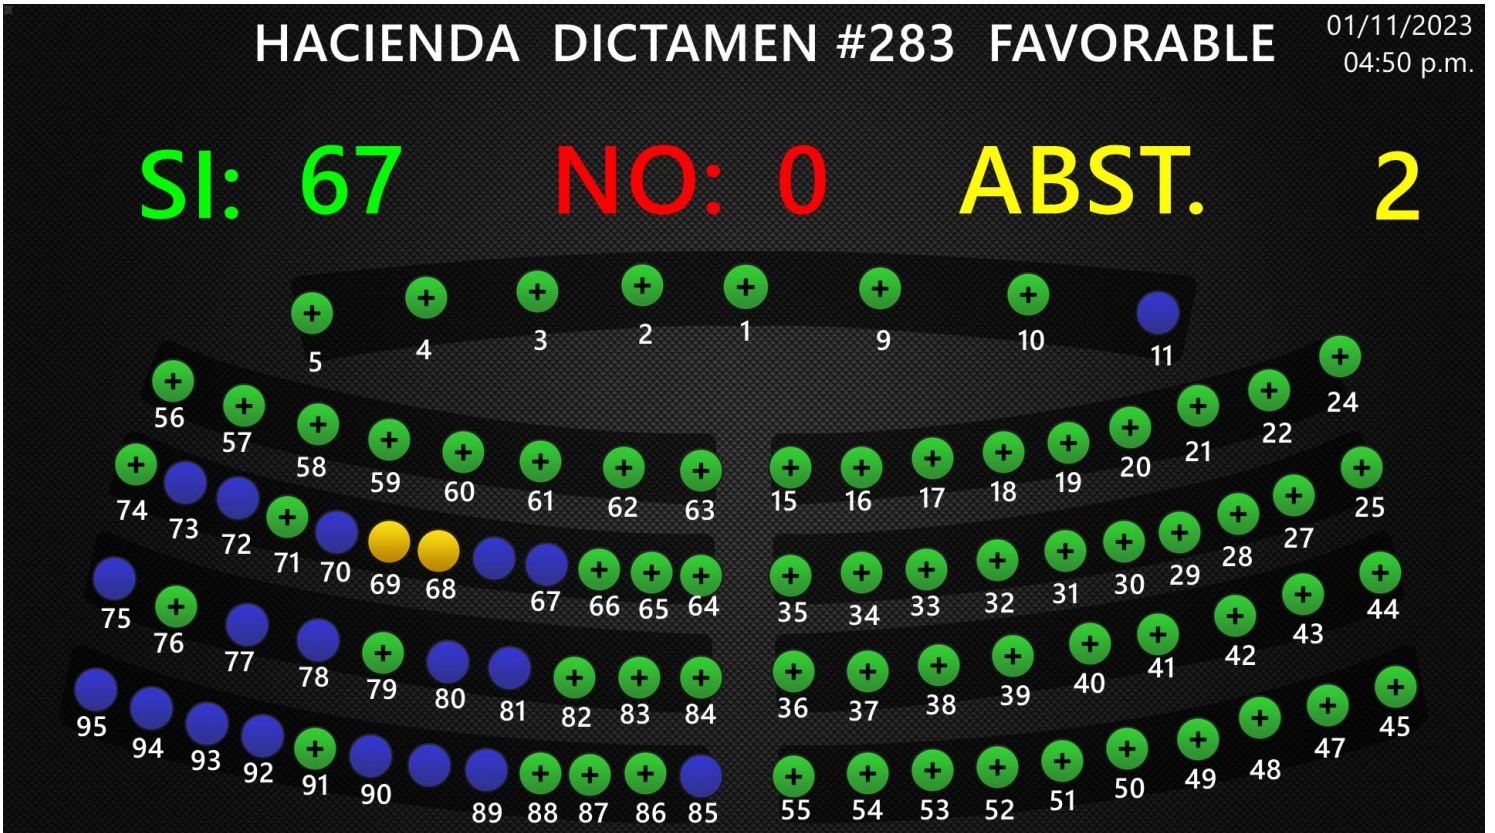 HACIENDA DICTAMEN #283 FAVORABLE
01/11/2023
04:50 p.m.
SI: 67 NO: 0 ABST. 2
5 4 3 2 1 9 10 11
56 57 58 59 60 61 62 63 15 16 17 18 19 20 21 22 24
74 73 72 71 70 69 68 67 66 65 64 35 34 33 32 31 30 29 28 27 25
75 76 77 78 79 80 81 82 83 84 36 37 38 39 40 41 42 43 44
95 94 93 92 91 90 89 88 87 86 85 55 54 53 52 51 50 49 48 47 45